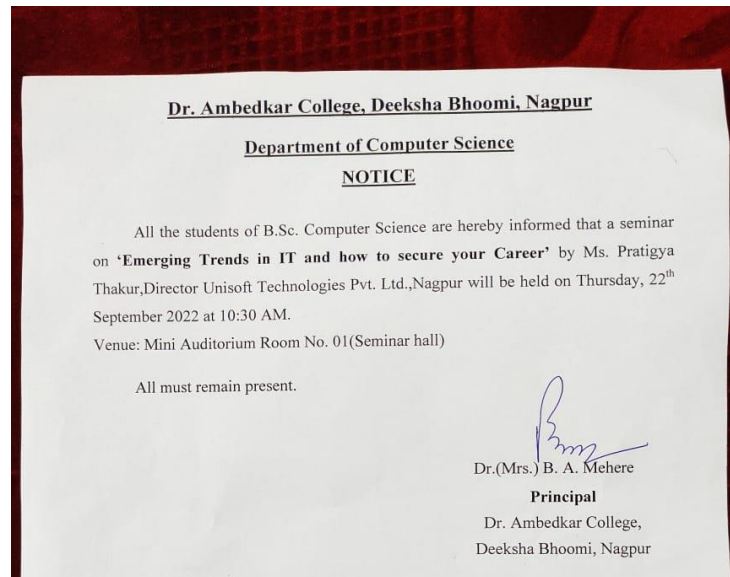 Dr. Ambedkar College, Deeksha Bhoomi, Nagpur
Department of Computer Science
NOTICE
All the students of B.Sc. Computer Science are hereby informed that a seminar
on ‘Emerging Trends in IT and how to secure your Career’ by Ms. Pratigya
Thakur,Director Unisoft Technologies Pvt. Ltd.,Nagpur will be held on Thursday, 22th
September 2022 at 10:30 AM.
Venue: Mini Auditorium Room No. 01(Seminar hall)
All must remain present.
Dr.(Mrs.) B. A. Mehere
Principal
Dr. Ambedkar College,
Deeksha Bhoomi, Nagpur